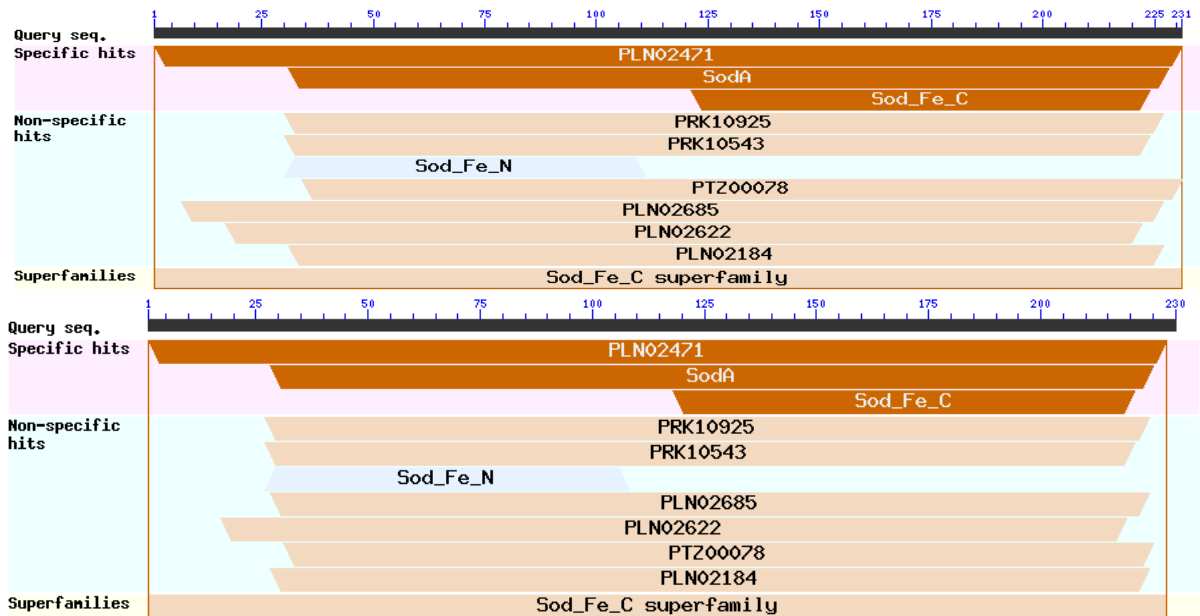 1 25 50 75 100 125 150 175 200 225 231
Query seq.
Specific hits
PLN02471
SodA
Sod_Fe_C
Non-specific
hits
PRK10925
PRK10543
Sod_Fe_N
PTZ00078
PLN02685
PLN02622
PLN02184
Superfamilies
Sod_Fe_C superfamily
1 25 50 75 100 125 150 175 200 230
Query seq.
Specific hits
PLN02471
SodA
Sod_Fe_C
Non-specific
hits
PRK10925
PRK10543
Sod_Fe_N
PLN02685
PLN02622
PTZ00078
PLN02184
Superfamilies
Sod_Fe_C superfamily